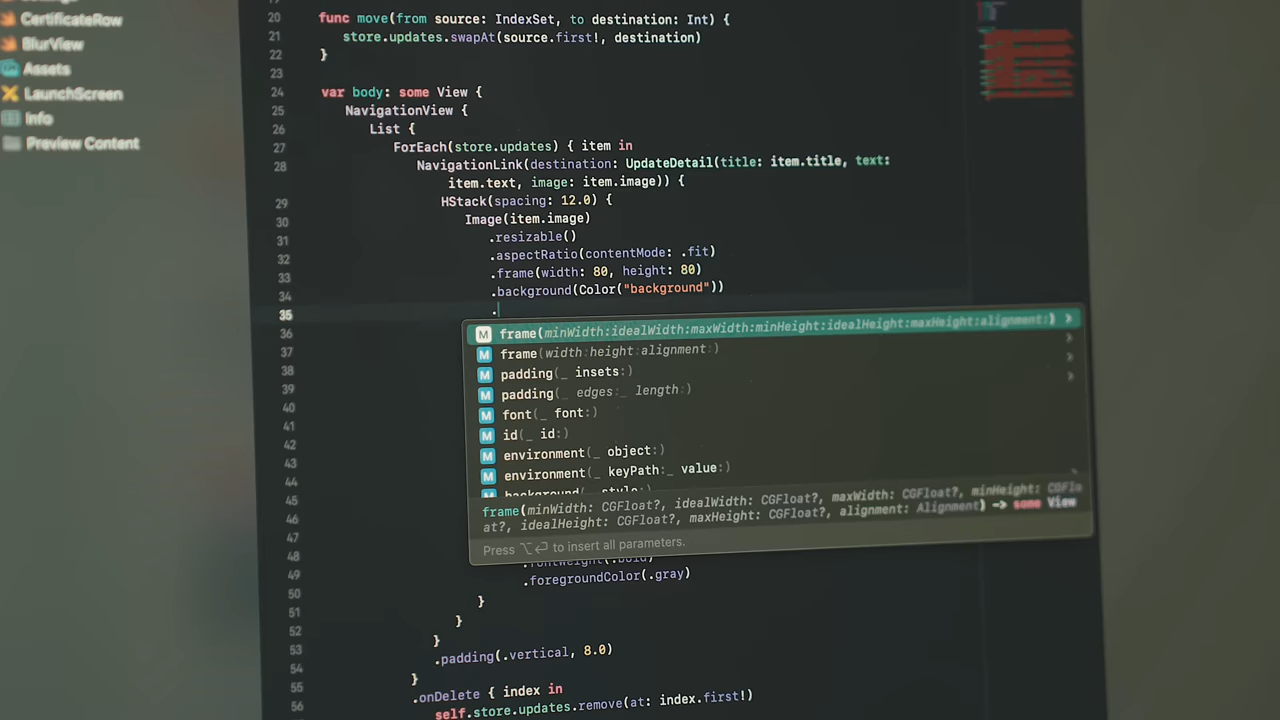 CertificateRow
BlurView
Assets
LaunchScreen
Info
Preview Content
20 func move(from source: IndexSet, to destination: Int) {
21 store.updates.swapAt(source.first!, destination)
22 }
23
24 var body: some View {
25 NavigationView {
26 List {
27 ForEach(store.updates) { item in
28 NavigationLink(destination: UpdateDetail(title: item.title, text:
item.text, image: item.image)) {
29 HStack(spacing: 12.0) {
30 Image(item.image)
31 .resizable()
32 .aspectRatio(contentMode: .fit)
33 .frame(width: 80, height: 80)
34 .background(Color("background"))
35 .
36
37
38
39
40
41
42
43
44
45
46
47
48
49 .foregroundColor(.gray)
50 }
51 }
52 }
53 .padding(.vertical, 8.0)
54 }
55 .onDelete { index in
56 self.store.updates.remove(at: index.first!)
M frame(minWidth:idealWidth:maxWidth:minHeight:idealHeight:maxHeight:alignment:)
M frame(width:height:alignment:)
M padding(_ insets:)
M padding(_ edges:_ length:)
M font(_ font:)
M id(_ id:)
M environment(_ object:)
M environment(_ keyPath:_ value:)
M background(_ style:)
frame(minWidth: CGFloat?, idealWidth: CGFloat?, maxWidth: CGFloat?, minHeight: CGFlo
at?, idealHeight: CGFloat?, maxHeight: CGFloat?, alignment: Alignment) -> some View
Press ⌥↩ to insert all parameters.